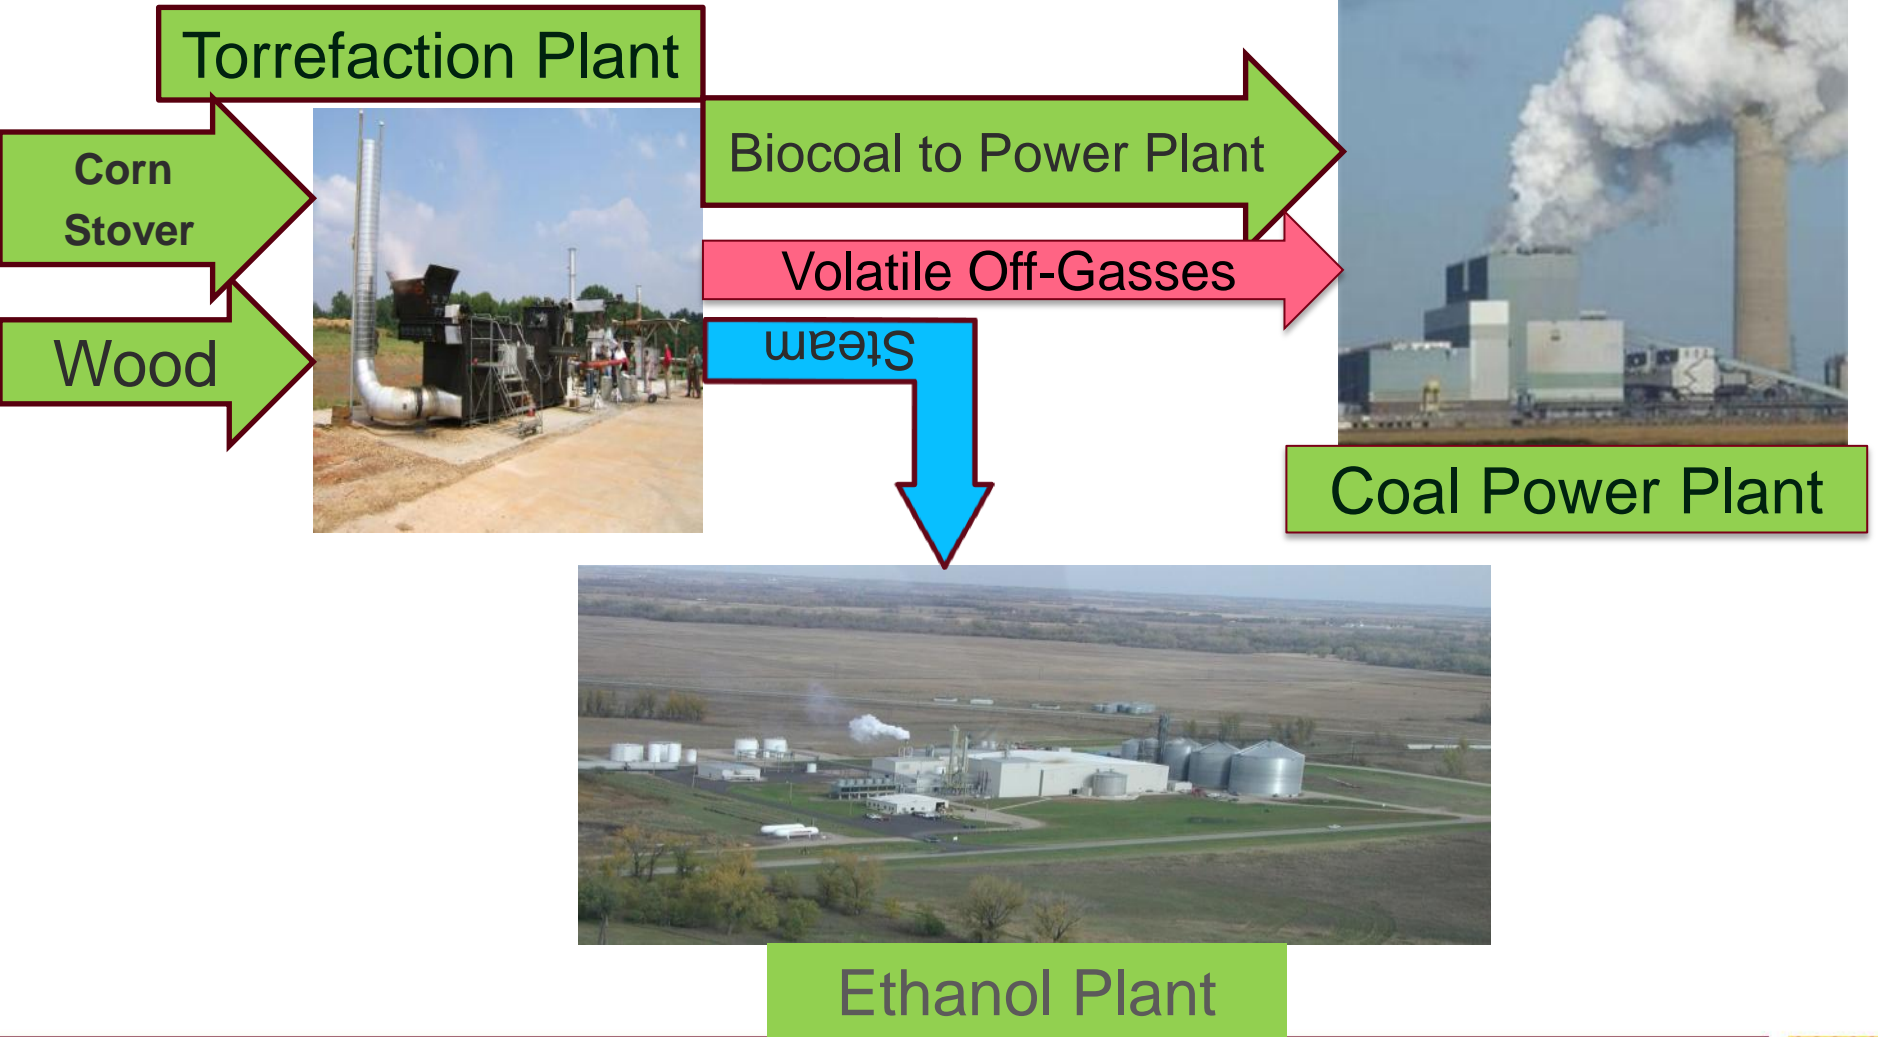 Torrefaction Plant
Corn
Stover
Wood
Biocoal to Power Plant
Volatile Off-Gasses
Steam
Coal Power Plant
Ethanol Plant